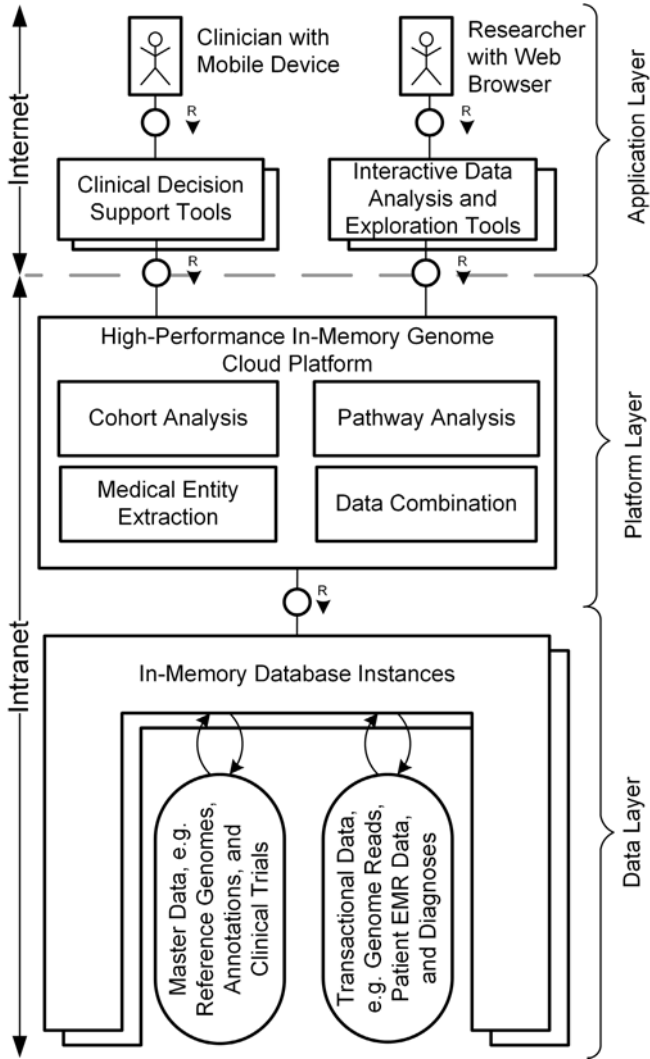 Clinician with
Mobile Device
Researcher
with Web
Browser
R
R
Internet
Application Layer
Clinical Decision
Support Tools
Interactive Data
Analysis and
Exploration Tools
R
R
High-Performance In-Memory Genome
Cloud Platform
Cohort Analysis
Pathway Analysis
Medical Entity
Extraction
Data Combination
Platform Layer
R
Intranet
In-Memory Database Instances
Master Data, e.g.
Reference Genomes,
Annotations, and
Clinical Trials
Transactional Data,
e.g. Genome Reads,
Patient EMR Data,
and Diagnoses
Data Layer